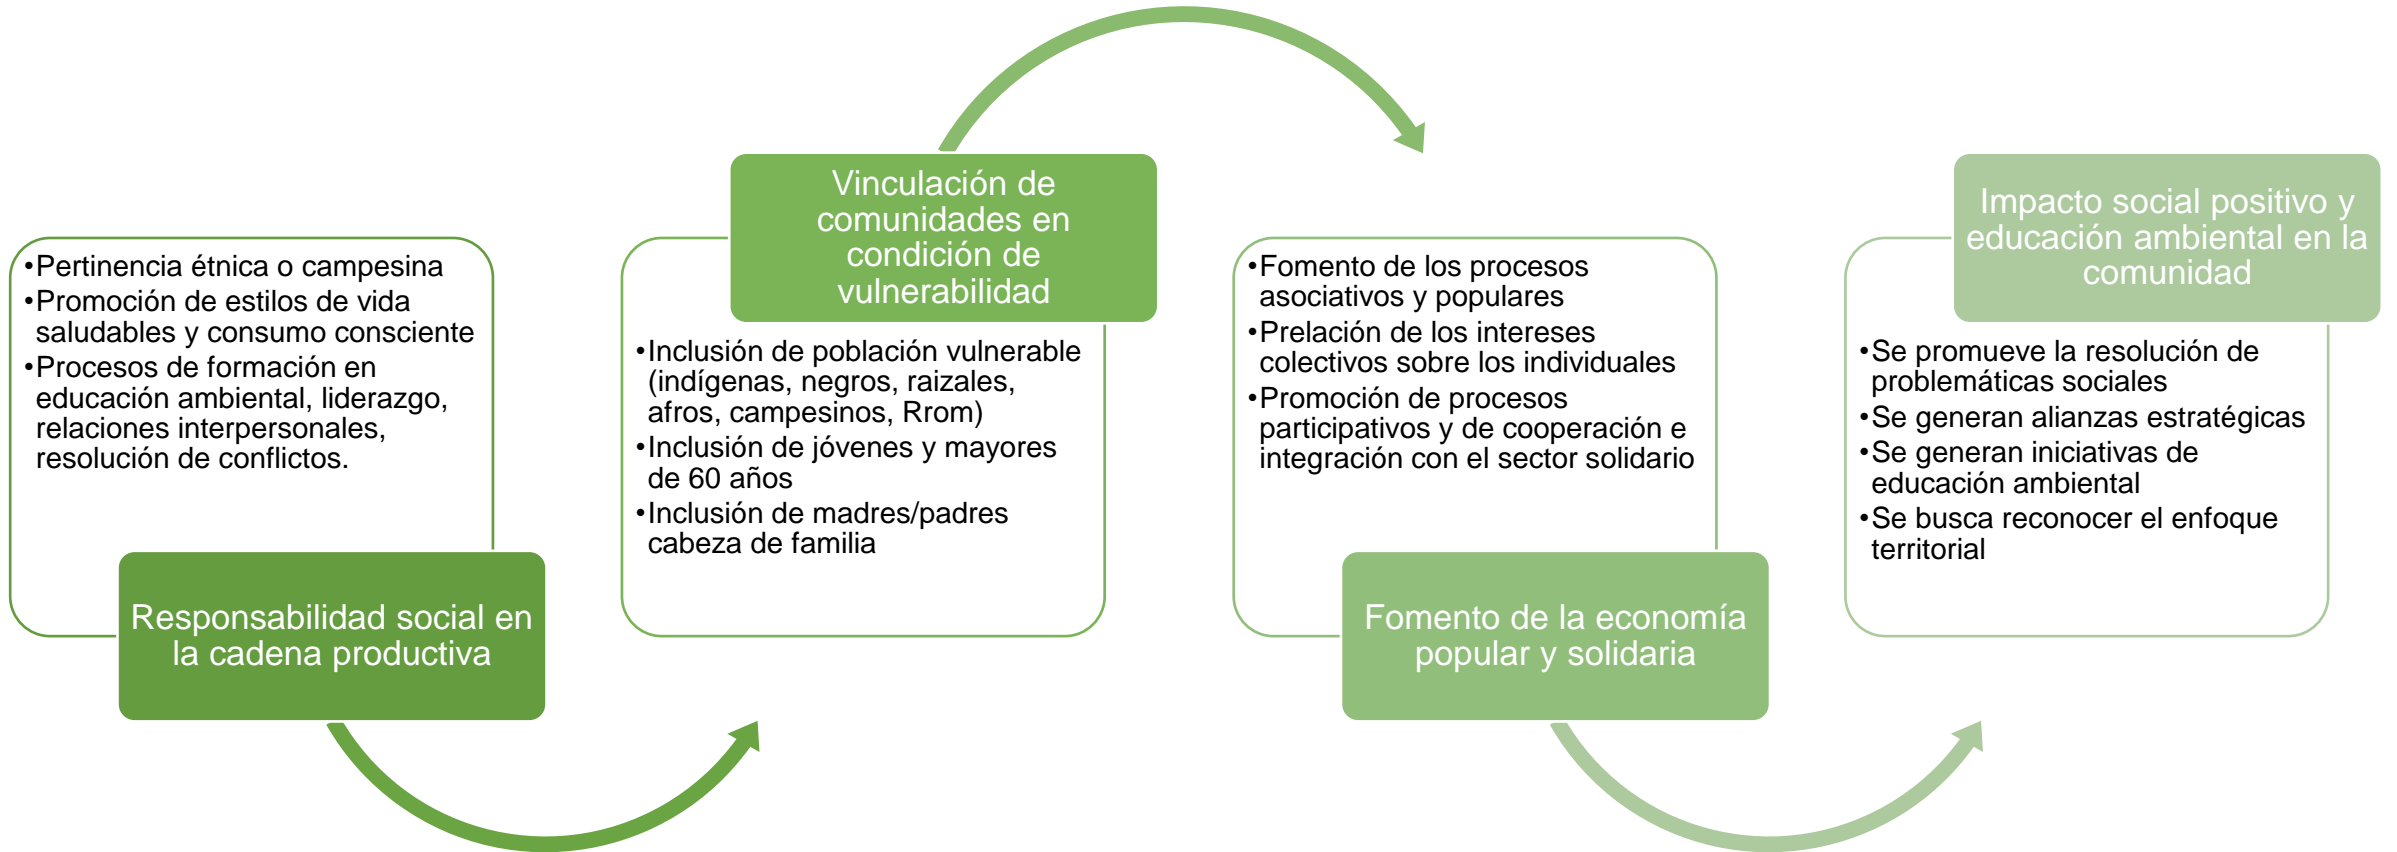 •Pertinencia étnica o campesina
•Promoción de estilos de vida
saludables y consumo consciente
•Procesos de formación en
educación ambiental, liderazgo,
relaciones interpersonales,
resolución de conflictos.
Responsabilidad social en
la cadena productiva
Vinculación de
comunidades en
condición de
vulnerabilidad
•Inclusión de población vulnerable
(indígenas, negros, raizales,
afros, campesinos, Rrom)
•Inclusión de jóvenes y mayores
de 60 años
•Inclusión de madres/padres
cabeza de familia
•Fomento de los procesos
asociativos y populares
•Prelación de los intereses
colectivos sobre los individuales
•Promoción de procesos
participativos y de cooperación e
integración con el sector solidario
Fomento de la economía
popular y solidaria
Impacto social positivo y
educación ambiental en la
comunidad
•Se promueve la resolución de
problemáticas sociales
•Se generan alianzas estratégicas
•Se generan iniciativas de
educación ambiental
•Se busca reconocer el enfoque
territorial